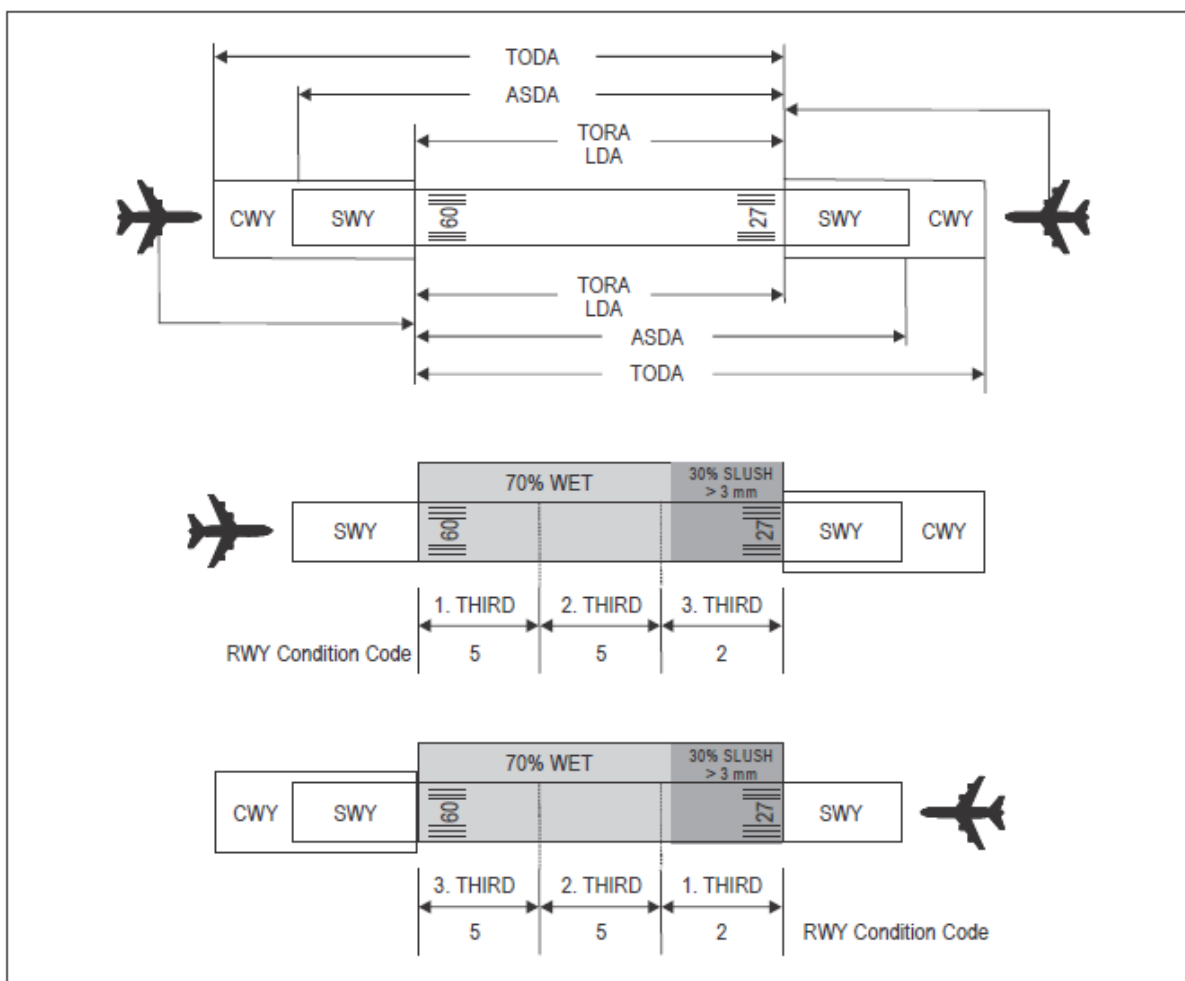 TODA
ASDA
TORA
LDA
CWY SWY 09 27 SWY CWY
TORA
LDA
ASDA
TODA
70% WET 30% SLUSH
> 3 mm
SWY 09 27 SWY CWY
1. THIRD 2. THIRD 3. THIRD
RWY Condition Code 5 5 2
70% WET 30% SLUSH
> 3 mm
CWY SWY 09 27 SWY
3. THIRD 2. THIRD 1. THIRD
5 5 2 RWY Condition Code